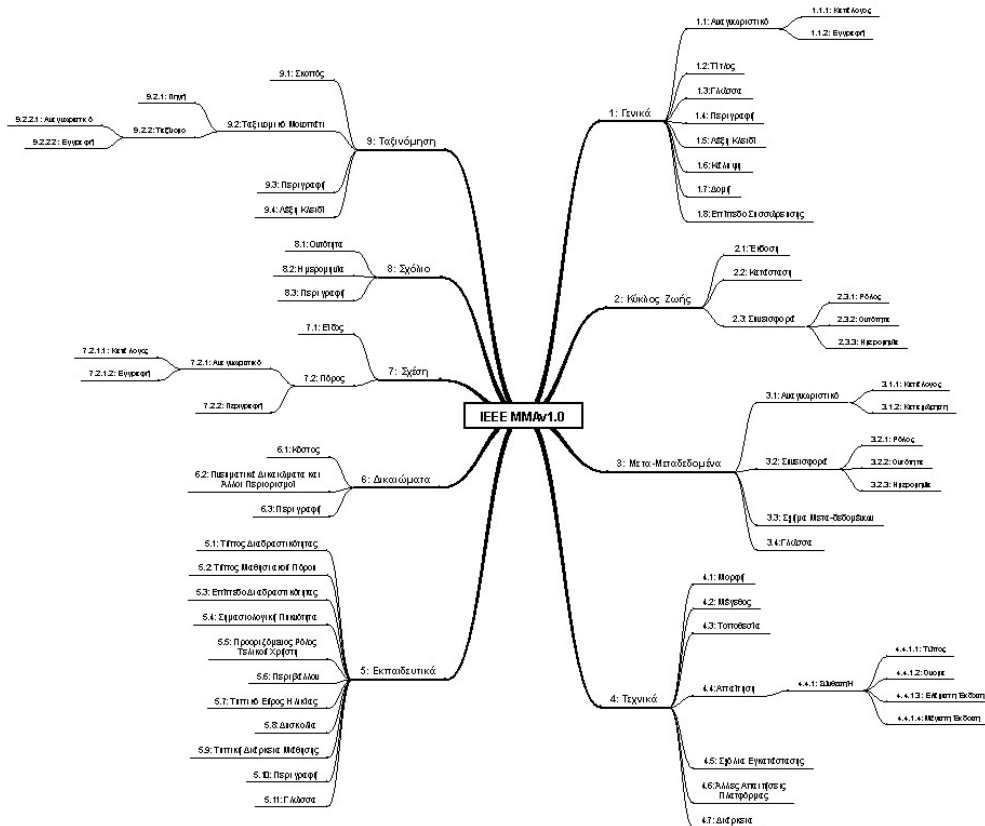 IEEE MMAv1.0
1: Γενικά
1.1: Αναγνωριστικό
1.1.1: Κατάλογος
1.1.2: Εγγραφή
1.2: Τίτλος
1.3: Γλώσσα
1.4: Περιγραφή
1.5: Λέξη Κλειδί
1.6: Κάλυψη
1.7: Δομή
1.8: Επίπεδο Συσσώρευσης
2: Κύκλος Ζωής
2.1: Έκδοση
2.2: Κατάσταση
2.3: Συνεισφορά
2.3.1: Ρόλος
2.3.2: Οντότητα
2.3.3: Ημερομηνία
3: Μετα-Μεταδεδομένα
3.1: Αναγνωριστικό
3.1.1: Κατάλογος
3.1.2: Καταχώρηση
3.2: Συνεισφορά
3.2.1: Ρόλος
3.2.2: Οντότητα
3.2.3: Ημερομηνία
3.3: Σχήμα Μετα-δεδομένων
3.4: Γλώσσα
4: Τεχνικά
4.1: Μορφή
4.2: Μέγεθος
4.3: Τοποθεσία
4.4: Απαίτηση
4.4.1: Σύνθεση Ή
4.4.1.1: Τύπος
4.4.1.2: Όνομα
4.4.1.3: Ελάχιστη Έκδοση
4.4.1.4: Μέγιστη Έκδοση
4.5: Σχόλια Εγκατάστασης
4.6: Άλλες Απαιτήσεις
Πλατφόρμας
4.7: Διάρκεια
5: Εκπαιδευτικά
5.1: Τύπος Διαδραστικότητας
5.2 Τύπος Μαθησιακού Πόρου
5.3: Επίπεδο Διαδραστικότητας
5.4: Σημασιολογική Πυκνότητα
5.5: Προοριζόμενος Ρόλος
Τελικού Χρήστη
5.6: Περιβάλλον
5.7: Τυπικό Εύρος Ηλικίας
5.8: Δυσκολία
5.9: Τυπική Διάρκεια Μάθησης
5.10: Περιγραφή
5.11: Γλώσσα
6: Δικαιώματα
6.1: Κόστος
6.2: Πνευματικά Δικαιώματα και
Άλλοι Περιορισμοί
6.3: Περιγραφή
7: Σχέση
7.1: Είδος
7.2: Πόρος
7.2.1: Αναγνωριστικό
7.2.1.1: Κατάλογος
7.2.1.2: Εγγραφή
7.2.2: Περιγραφή
8: Σχόλιο
8.1: Οντότητα
8.2: Ημερομηνία
8.3: Περιγραφή
9: Ταξινόμηση
9.1: Σκοπός
9.2: Ταξινομικό Μονοπάτι
9.2.1: Πηγή
9.2.2: Ταξινομο
9.2.2.1: Αναγνωριστικό
9.2.2.2: Εγγραφή
9.3: Περιγραφή
9.4: Λέξη Κλειδί